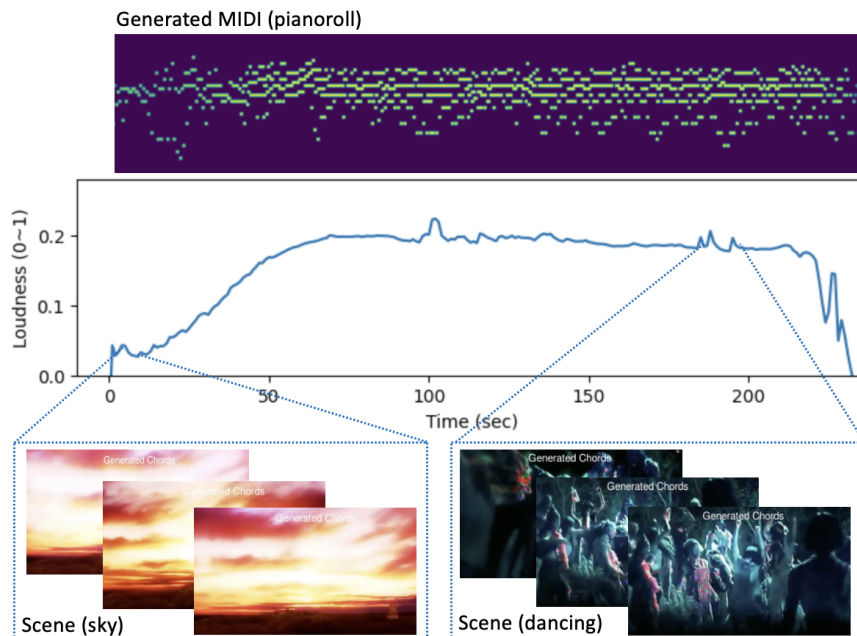 Generated MIDI (pianoroll)
Loudness (0~1)
0.2
0.1
0.0
0 50 100 150 200
Time (sec)
Generated Chords
Generated Chords
Generated Chords
Scene (sky)
Generated Chords
Generated Chords
Generated Chords
Scene (dancing)